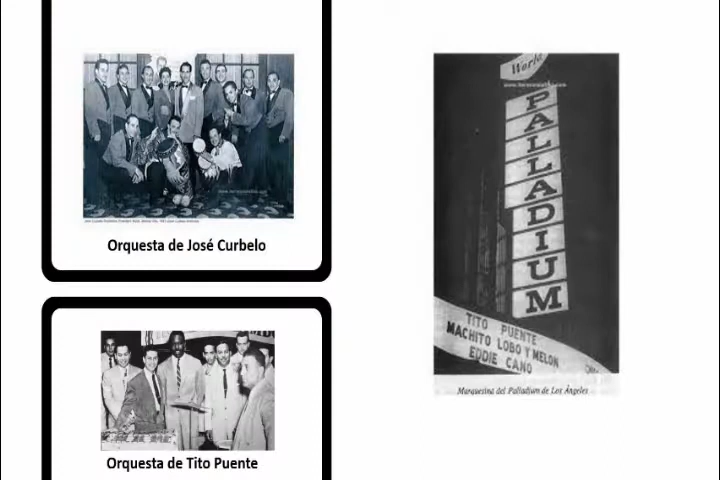 Orquesta de José Curbelo
Orquesta de Tito Puente
World
PALLADIUM
TITO PUENTE
MACHITO LOBO Y MELON
EDDIE CANO
Marquesina del Palladium de Los Ángeles